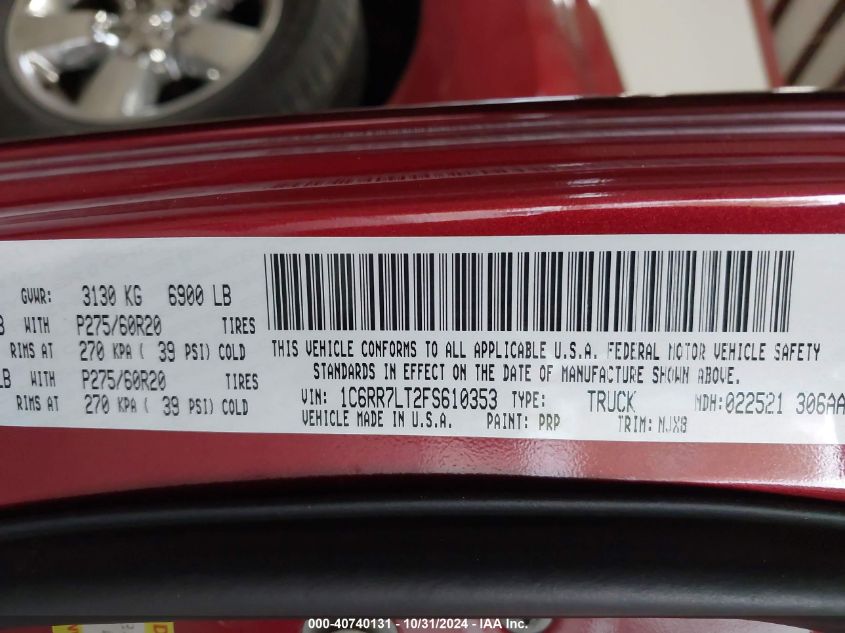 GVWR: 3130 KG 6900 LB
B WITH P275/60R20 TIRES
RIMS AT 270 KPA ( 39 PSI) COLD
LB WITH P275/60R20 TIRES
RIMS AT 270 KPA ( 39 PSI) COLD
THIS VEHICLE CONFORMS TO ALL APPLICABLE U.S.A. FEDERAL MOTOR VEHICLE SAFETY
STANDARDS IN EFFECT ON THE DATE OF MANUFACTURE SHOWN ABOVE.
VIN: 1C6RR7LT2FS610353 TYPE: TRUCK MDH:022521 306AA
VEHICLE MADE IN U.S.A. PAINT: PRP TRIM: MJX8
000-40740131 - 10/31/2024 - IAA Inc.